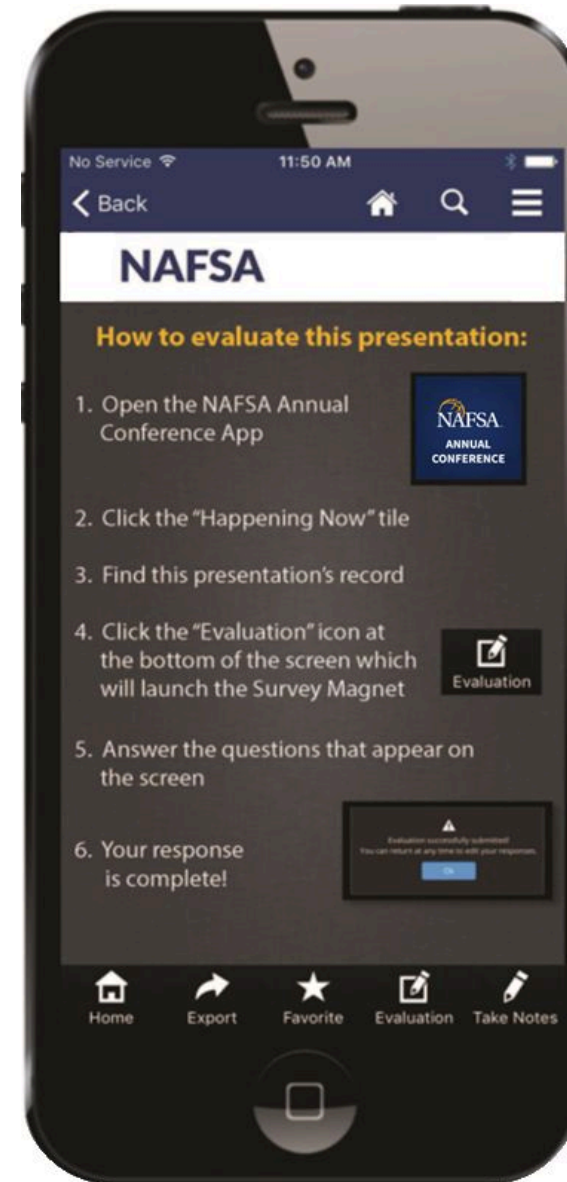 No Service 11:50 AM
Back
NAFSA
How to evaluate this presentation:
1. Open the NAFSA Annual
Conference App
NAFSA
ANNUAL
CONFERENCE
2. Click the "Happening Now" tile
3. Find this presentation's record
4. Click the "Evaluation" icon at
the bottom of the screen which
will launch the Survey Magnet
Evaluation
5. Answer the questions that appear on
the screen
6. Your response
is complete!
Evaluation successfully submitted!
You can return at any time to edit your responses.
Ok
Home Export Favorite Evaluation Take Notes